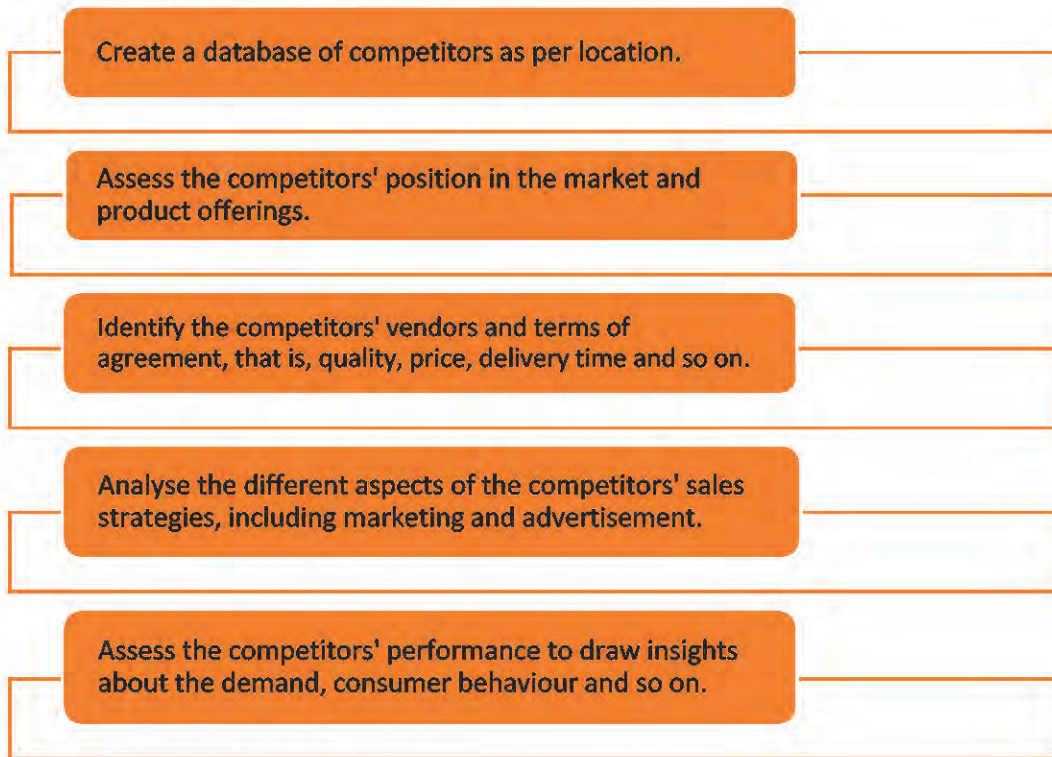 Create a database of competitors as per location.
Assess the competitors' position in the market and
product offerings.
Identify the competitors' vendors and terms of
agreement, that is, quality, price, delivery time and so on.
Analyse the different aspects of the competitors' sales
strategies, including marketing and advertisement.
Assess the competitors' performance to draw insights
about the demand, consumer behaviour and so on.